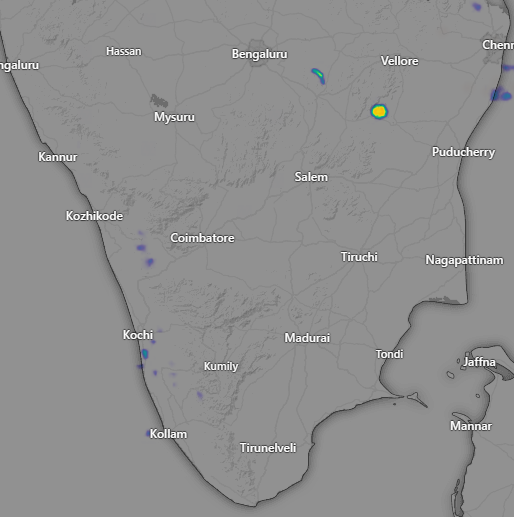 Chenn
Hassan
Bengaluru
Vellore
ngaluru
Mysuru
Puducherry
Kannur
Salem
Kozhikode
Coimbatore
Tiruchi
Nagapattinam
Kochi
Madurai
Tondi
Kumily
Jaffna
Mannar
Kollam
Tirunelveli